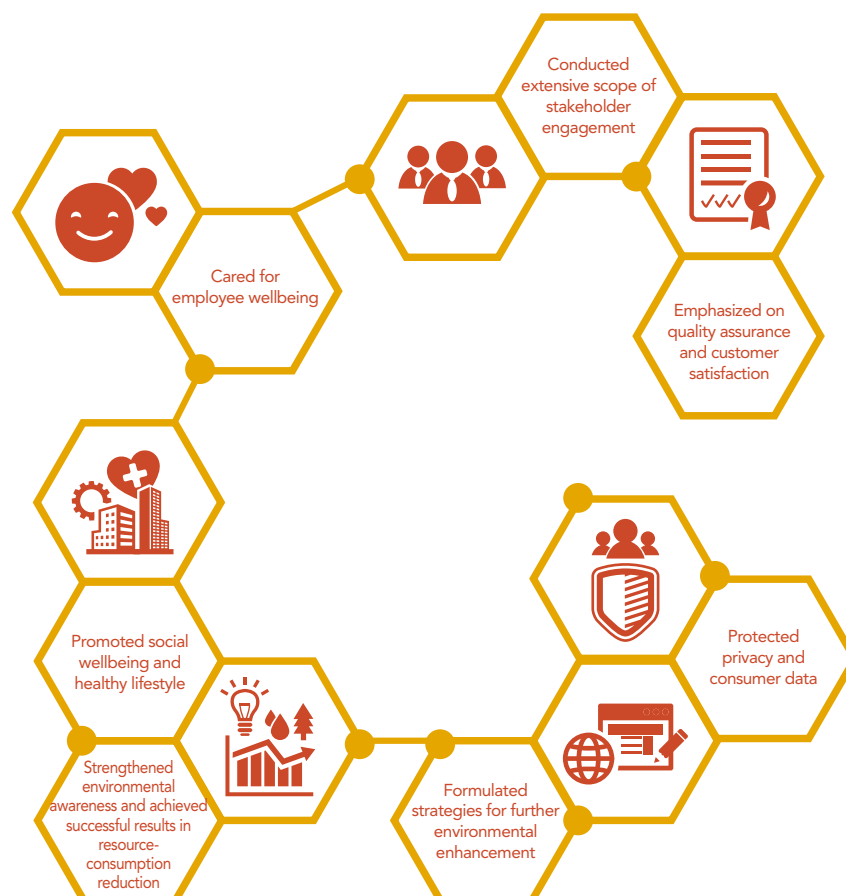 Conducted
extensive scope of
stakeholder
engagement
Cared for
employee wellbeing
Emphasized on
quality assurance
and customer
satisfaction
Promoted social
wellbeing and
healthy lifestyle
Protected
privacy and
consumer data
Strengthened
environmental
awareness and achieved
successful results in
resource-
consumption
reduction
Formulated
strategies for further
environmental
enhancement